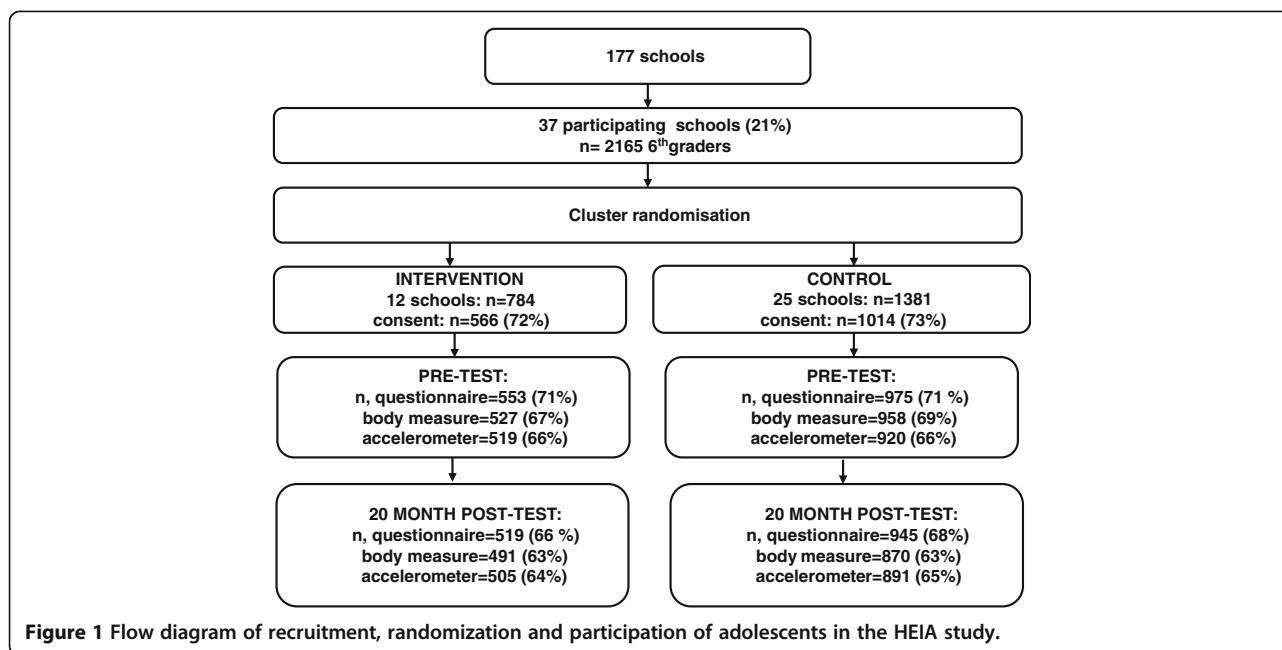 177 schools
37 participating schools (21%)
n= 2165 6thgraders
Cluster randomisation
INTERVENTION
12 schools: n=784
consent: n=566 (72%)
CONTROL
25 schools: n=1381
consent: n=1014 (73%)
PRE-TEST:
n, questionnaire=553 (71%)
body measure=527 (67%)
accelerometer=519 (66%)
PRE-TEST:
n, questionnaire=975 (71 %)
body measure=958 (69%)
accelerometer=920 (66%)
20 MONTH POST-TEST:
n, questionnaire=519 (66 %)
body measure=491 (63%)
accelerometer=505 (64%)
20 MONTH POST-TEST:
n, questionnaire=945 (68%)
body measure=870 (63%)
accelerometer=891 (65%)
Figure 1 Flow diagram of recruitment, randomization and participation of adolescents in the HEIA study.